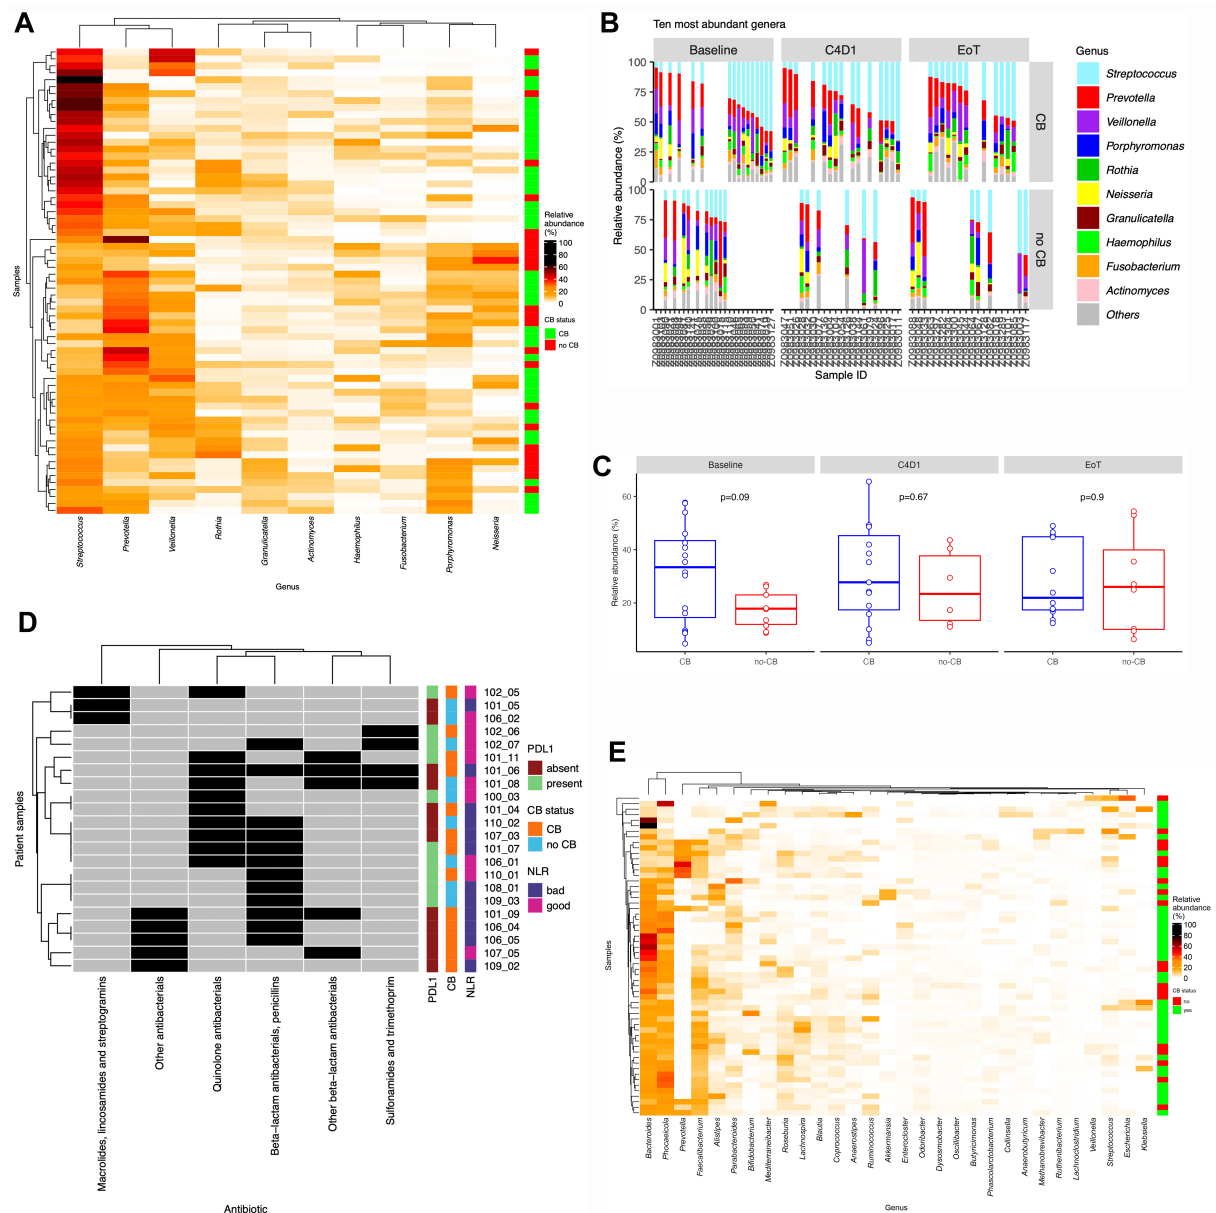 A
Samples
Streptococcus
Prevotella
Veillonella
Rothia
Granulicatella
Actinomyces
Haemophilus
Fusobacterium
Porphyromonas
Neisseria
Genus
Relative
abundance
(%)
100
80
60
40
20
0
CB status
CB
no CB
B
Ten most abundant genera
Baseline
C4D1
EoT
CB
no CB
Relative abundance (%)
100
75
50
25
0
100
75
50
25
0
Sample ID
Genus
Streptococcus
Prevotella
Veillonella
Porphyromonas
Rothia
Neisseria
Granulicatella
Haemophilus
Fusobacterium
Actinomyces
Others
C
Baseline
C4D1
EoT
p=0.09
p=0.67
p=0.9
Relative abundance (%)
60
40
20
CB
no-CB
CB
no-CB
CB
no-CB
D
Patient samples
102_05
101_05
106_02
102_06
102_07
101_11
101_06
101_08
100_03
101_04
110_02
107_03
101_07
106_01
110_01
108_01
109_03
101_09
106_04
106_05
107_05
109_02
PDL1
CB
NLR
Macrolides, lincosamides and streptogramins
Other antibacterials
Quinolone antibacterials
Beta-lactam antibacterials, penicillins
Other beta-lactam antibacterials
Sulfonamides and trimethoprim
Antibiotic
PDL1
absent
present
CB status
CB
no CB
NLR
bad
good
E
Samples
Bacteroides
Phocaeicola
Prevotella
Faecalibacterium
Alistipes
Parabacteroides
Bifidobacterium
Mediterraneibacter
Roseburia
Lachnospira
Blautia
Coprococcus
Anaerostipes
Ruminococcus
Akkermansia
Enterocloster
Odoribacter
Dysosmobacter
Oscillibacter
Butyricimonas
Phascolarctobacterium
Collinsella
Anaerobutyricum
Methanobrevibacter
Ruthenibacterium
Lachnoclostridium
Veillonella
Streptococcus
Escherichia
Klebsiella
Genus
Relative
abundance
(%)
100
80
60
40
20
0
CB status
no
yes